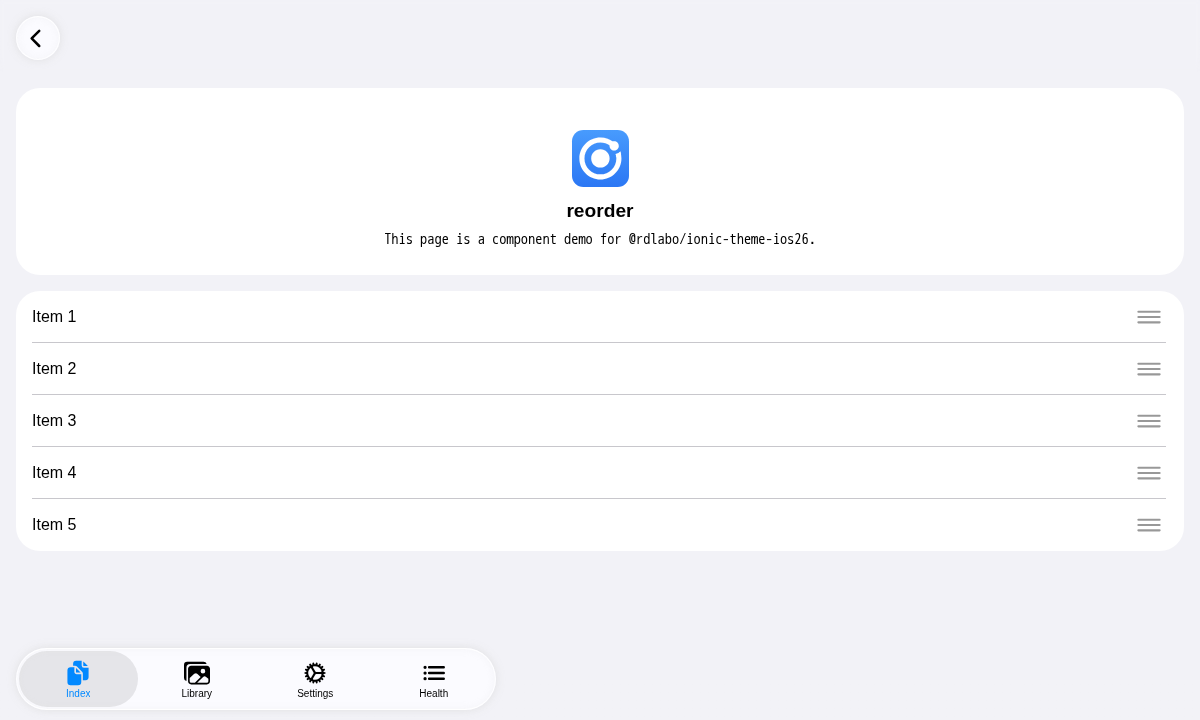 reorder
This page is a component demo for @rdlabo/ionic-theme-ios26.
Item 1
Item 2
Item 3
Item 4
Item 5
Index
Library
Settings
Health